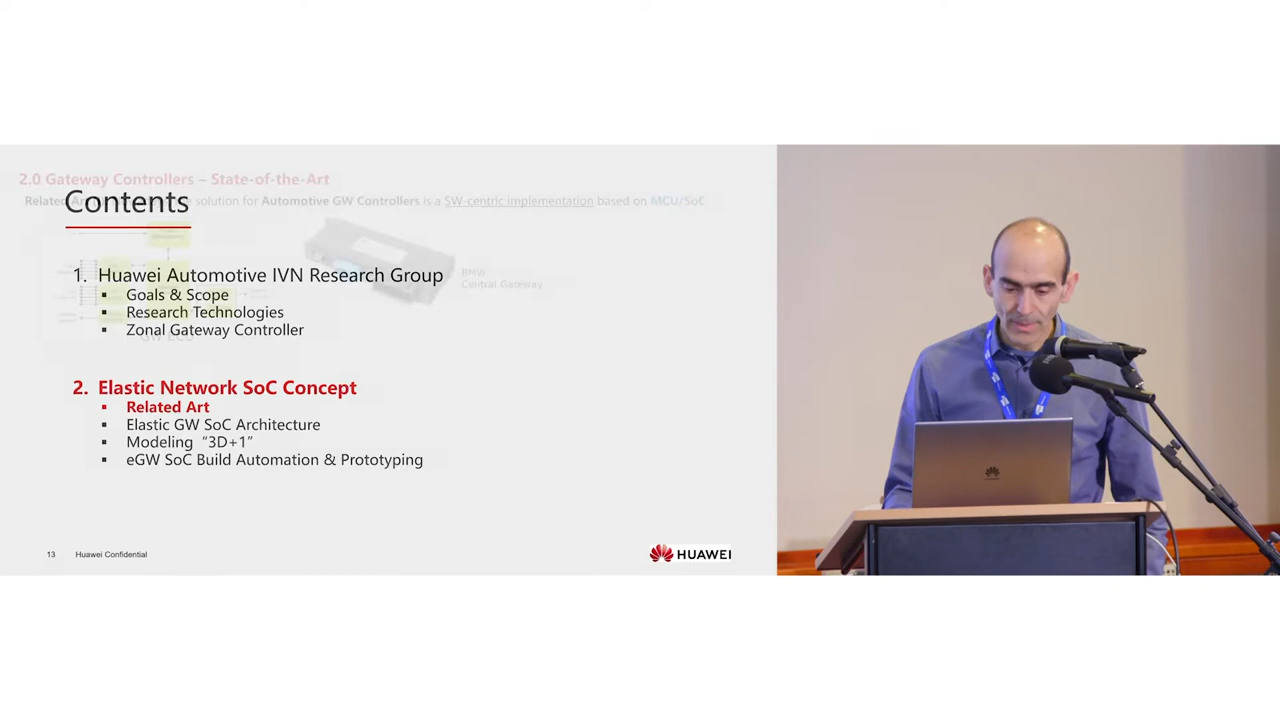 2.0 Gateway Controllers – State-of-the-Art
Contents
solution for Automotive GW Controllers is a SW-centric implementation based on MCU/SoC
BMW
Central Gateway
1. Huawei Automotive IVN Research Group
▪ Goals & Scope
▪ Research Technologies
▪ Zonal Gateway Controller
2. Elastic Network SoC Concept
▪ Related Art
▪ Elastic GW SoC Architecture
▪ Modeling “3D+1”
▪ eGW SoC Build Automation & Prototyping
13 Huawei Confidential
HUAWEI